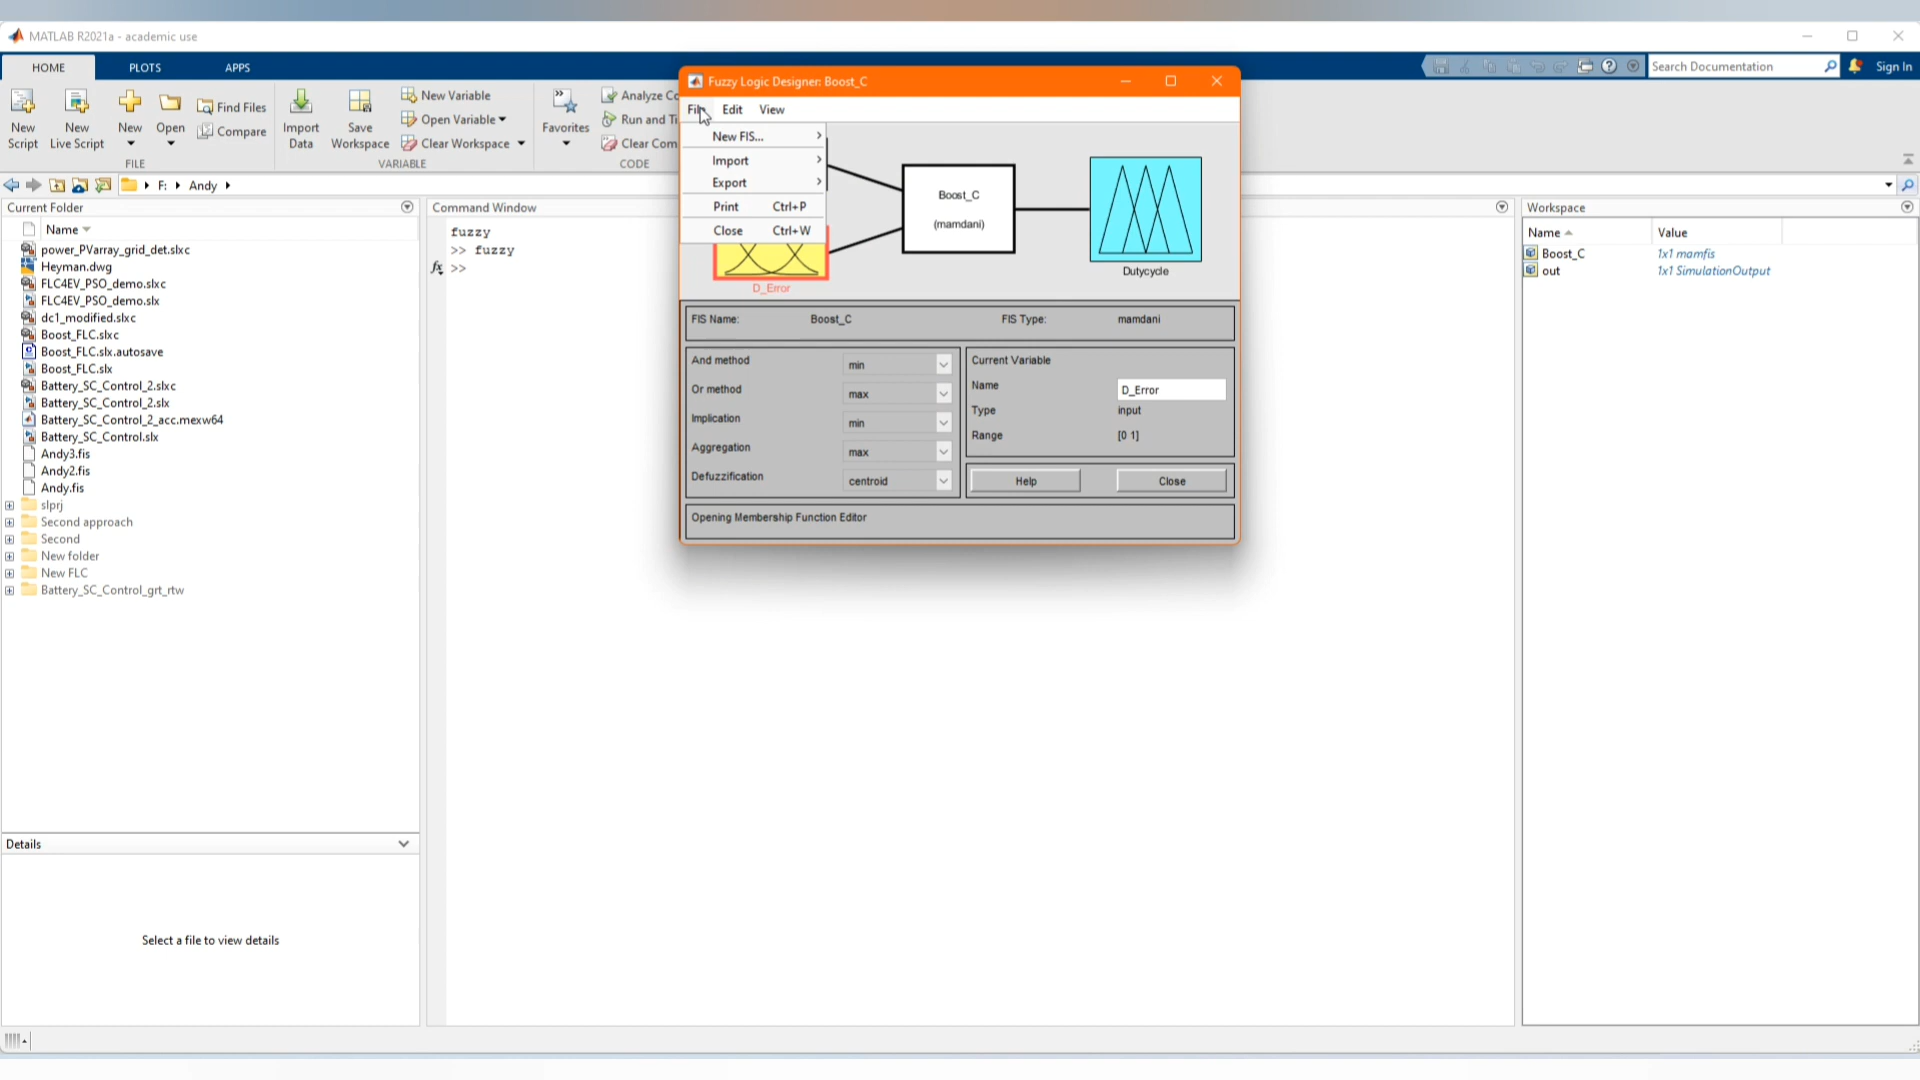 MATLAB R2021a - academic use
HOME
PLOTS
APPS
Search Documentation
Sign In
New Script
New Live Script
New
Open
Find Files
Compare
FILE
Import Data
Save Workspace
New Variable
Open Variable
Clear Workspace
VARIABLE
Favorites
Analyze Co
Run and Ti
Clear Com
CODE
F:
Andy
Current Folder
Name
power_PVarray_grid_det.slxc
Heyman.dwg
FLC4EV_PSO_demo.slxc
FLC4EV_PSO_demo.slx
dc1_modified.slxc
Boost_FLC.slxc
Boost_FLC.slx.autosave
Boost_FLC.slx
Battery_SC_Control_2.slxc
Battery_SC_Control_2.slx
Battery_SC_Control_2_acc.mexw64
Battery_SC_Control.slx
Andy3.fis
Andy2.fis
Andy.fis
slprj
Second approach
Second
New folder
New FLC
Battery_SC_Control_grt_rtw
Details
Select a file to view details
Command Window
fuzzy
>> fuzzy
fx >>
Fuzzy Logic Designer: Boost_C
File Edit View
New FIS...
Import
Export
Print Ctrl+P
Close Ctrl+W
D_Error
Boost_C
(mamdani)
Dutycycle
FIS Name: Boost_C FIS Type: mamdani
And method min
Or method max
Implication min
Aggregation max
Defuzzification centroid
Current Variable
Name D_Error
Type input
Range [0 1]
Help
Close
Opening Membership Function Editor
Workspace
Name Value
Boost_C 1x1 mamfis
out 1x1 SimulationOutput